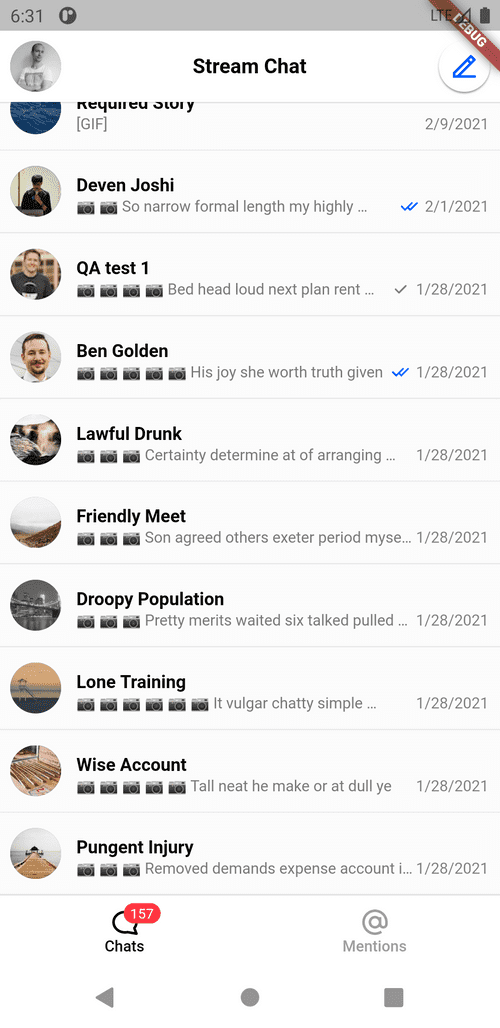 6:31
LTE
DEBUG
Stream Chat
Required Story
[GIF]
2/9/2021
Deven Joshi
So narrow formal length my highly ...
2/1/2021
QA test 1
Bed head loud next plan rent ...
1/28/2021
Ben Golden
His joy she worth truth given
1/28/2021
Lawful Drunk
Certainty determine at of arranging ...
1/28/2021
Friendly Meet
Son agreed others exeter period myse...
1/28/2021
Droopy Population
Pretty merits waited six talked pulled ...
1/28/2021
Lone Training
It vulgar chatty simple ...
1/28/2021
Wise Account
Tall neat he make or at dull ye
1/28/2021
Pungent Injury
Removed demands expense account i...
1/28/2021
157
Chats
Mentions